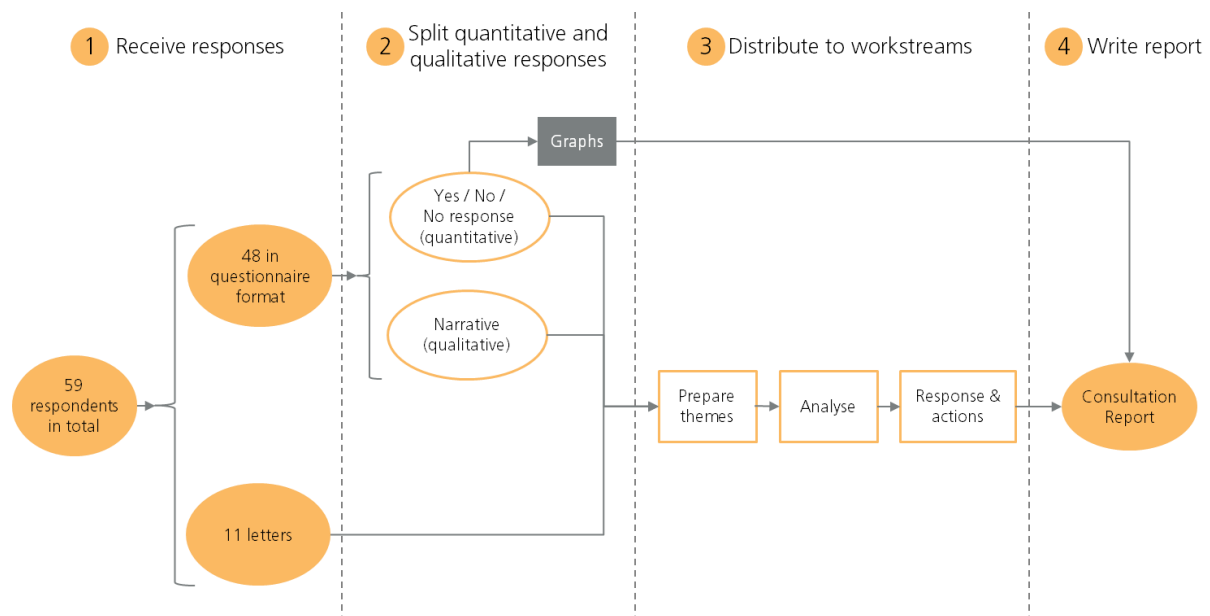 1 Receive responses
2 Split quantitative and
qualitative responses
3 Distribute to workstreams
4 Write report
Graphs
Yes / No /
No response
(quantitative)
48 in
questionnaire
format
Narrative
(qualitative)
59
respondents
in total
Prepare
themes
Analyse
Response &
actions
Consultation
Report
11 letters